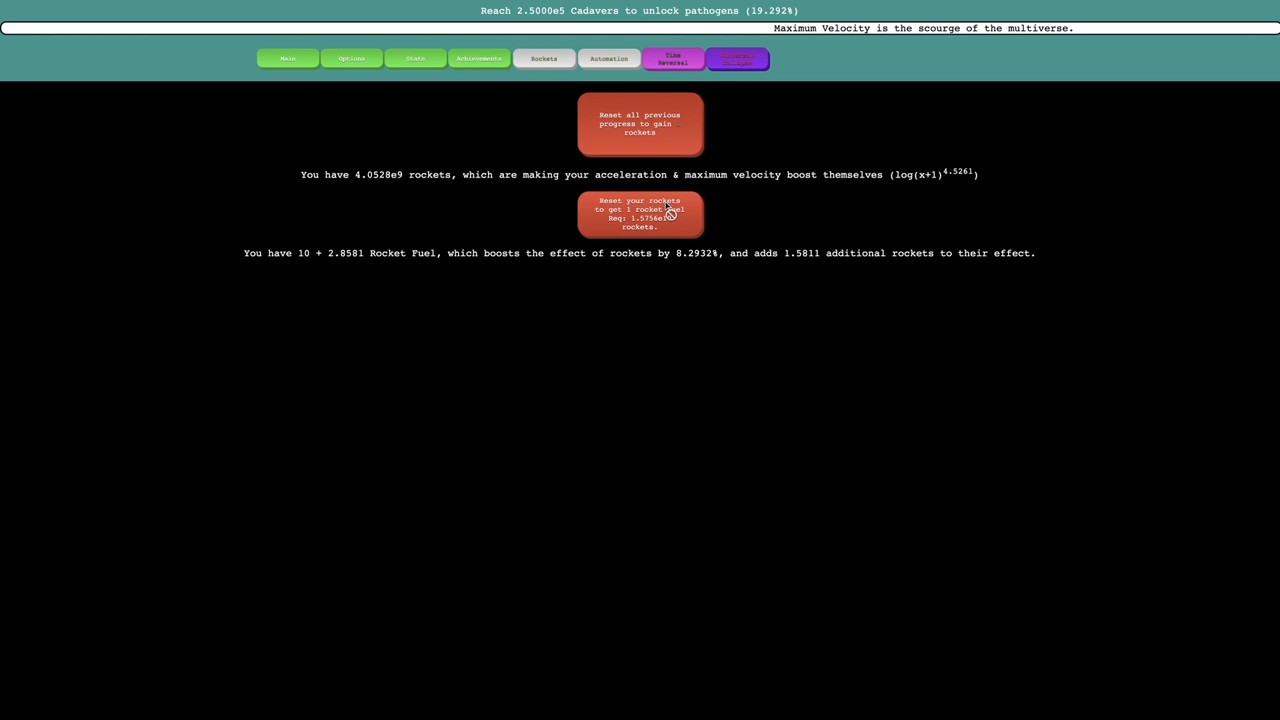 Reach 2.5000e5 Cadavers to unlock pathogens (19.292%)
Maximum Velocity is the scourge of the multiverse.
Main Options Stats Achievements Rockets Automation Time
Reversal
Reset all previous
progress to gain
rockets
You have 4.0528e9 rockets, which are making your acceleration & maximum velocity boost themselves (log(x+1)^4.5261)
Reset your rockets
to get 1 rocket fuel
Req:
rockets.
You have 10 + 2.8581 Rocket Fuel, which boosts the effect of rockets by 8.2932%, and adds 1.5811 additional rockets to their effect.